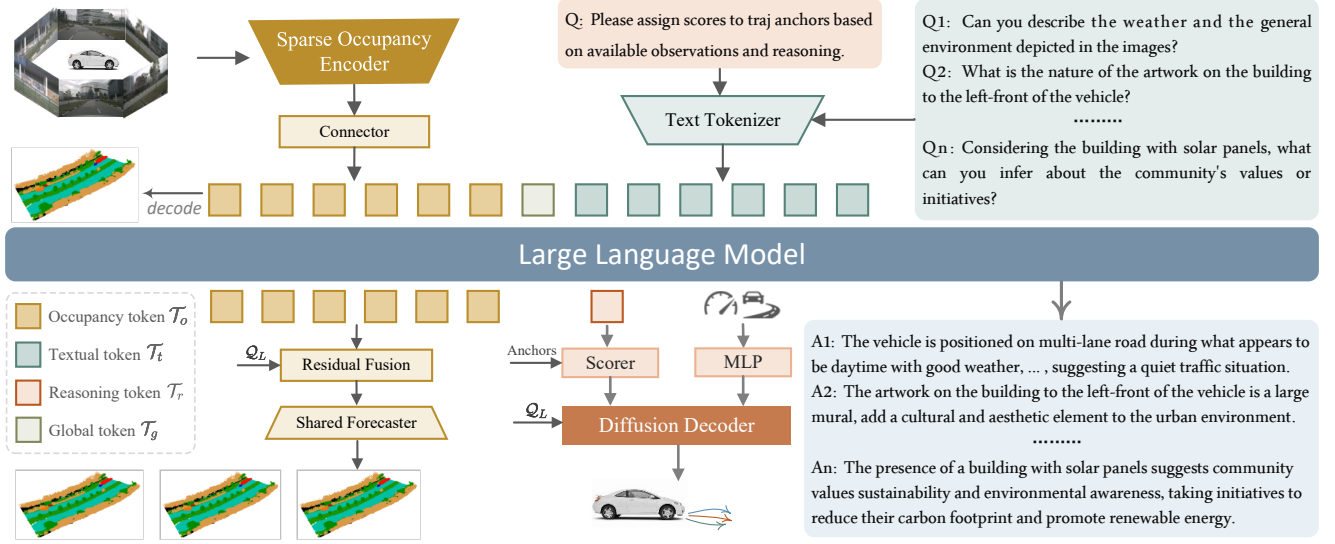 Sparse Occupancy
Encoder
Connector
decode
Q: Please assign scores to traj anchors based
on available observations and reasoning.
Text Tokenizer
Q1: Can you describe the weather and the general
environment depicted in the images?
Q2: What is the nature of the artwork on the building
to the left-front of the vehicle?
.........
Qn: Considering the building with solar panels, what
can you infer about the community's values or
initiatives?
Large Language Model
Occupancy token 𝒯ₒ
Textual token 𝒯ₜ
Reasoning token 𝒯ᵣ
Global token 𝒯_g
𝒬_L
Residual Fusion
Shared Forecaster
Anchors
Scorer
MLP
𝒬_L
Diffusion Decoder
A1: The vehicle is positioned on multi-lane road during what appears to
be daytime with good weather, ... , suggesting a quiet traffic situation.
A2: The artwork on the building to the left-front of the vehicle is a large
mural, add a cultural and aesthetic element to the urban environment.
.........
An: The presence of a building with solar panels suggests community
values sustainability and environmental awareness, taking initiatives to
reduce their carbon footprint and promote renewable energy.